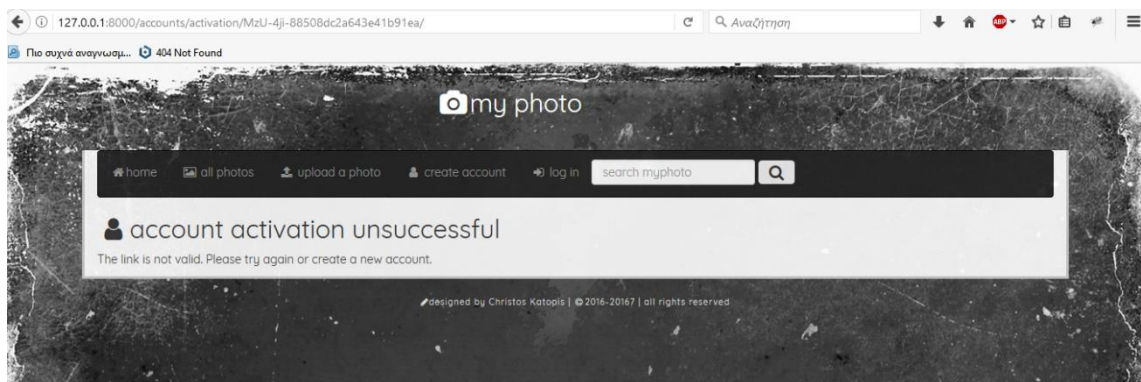 127.0.0.1:8000/accounts/activation/MzU-4ji-88508dc2a643e41b91ea/ Αναζήτηση ABP
Πιο συχνά αναγνωσμ... 404 Not Found
my photo
home all photos upload a photo create account log in search myphoto
account activation unsuccessful
The link is not valid. Please try again or create a new account.
designed by Christos Katopis | © 2016-20167 | all rights reserved